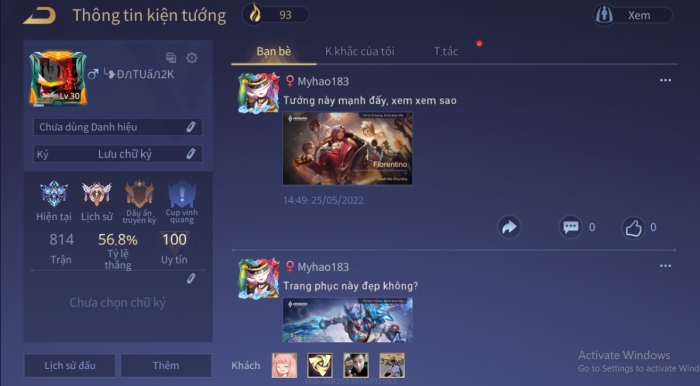 Thông tin kiện tướng
93
Xem
Bạn bè
K.khắc của tôi
T.tác
Lv.30
Chưa dùng Danh hiệu
Ký
Lưu chữ ký
Hiện tại
Lịch sử
Dấu ấn truyền kỳ
Cup vinh quang
814
56.8%
100
Trận
Tỷ lệ thắng
Uy tín
Chưa chọn chữ ký
Lịch sử đấu
Thêm
Myhao183
Tướng này mạnh đấy, xem xem sao
Florentino
14:49 25/05/2022
0
0
Myhao183
Trang phục này đẹp không?
Khách
Activate Windows
Go to Settings to activate Wind